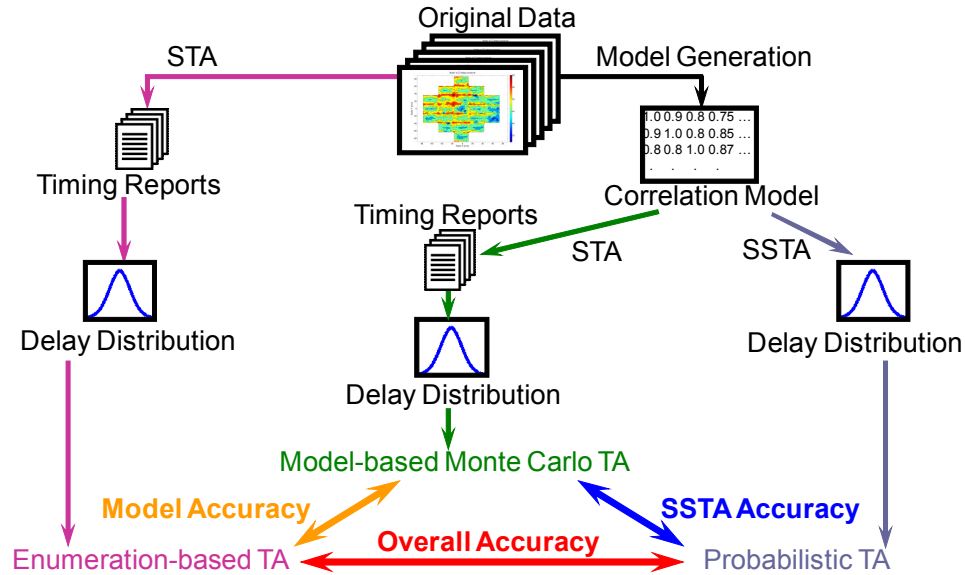 Original Data
STA
Model Generation
1.0 0.9 0.8 0.75 ...
0.9 1.0 0.8 0.85 ...
0.8 0.8 1.0 0.87 ...
. . . .
Timing Reports
Correlation Model
Timing Reports
STA
SSTA
Delay Distribution
Delay Distribution
Delay Distribution
Model-based Monte Carlo TA
Model Accuracy
SSTA Accuracy
Overall Accuracy
Enumeration-based TA
Probabilistic TA